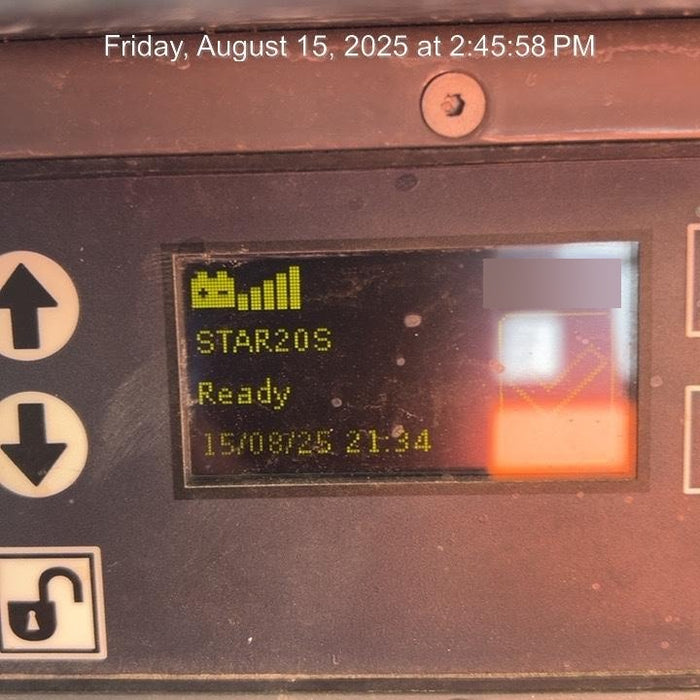 Friday, August 15, 2025 at 2:45:58 PM
STAR20S
Ready
15/08/25 21:34